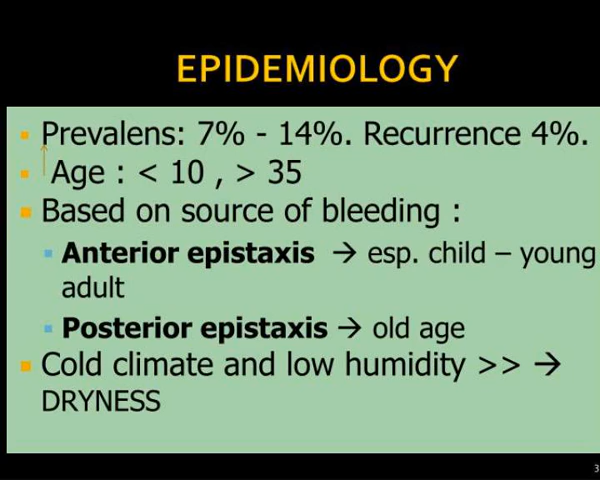 EPIDEMIOLOGY
Prevalens: 7% - 14%. Recurrence 4%.
Age : < 10 , > 35
Based on source of bleeding :
Anterior epistaxis → esp. child – young
adult
Posterior epistaxis → old age
Cold climate and low humidity >> →
DRYNESS
3